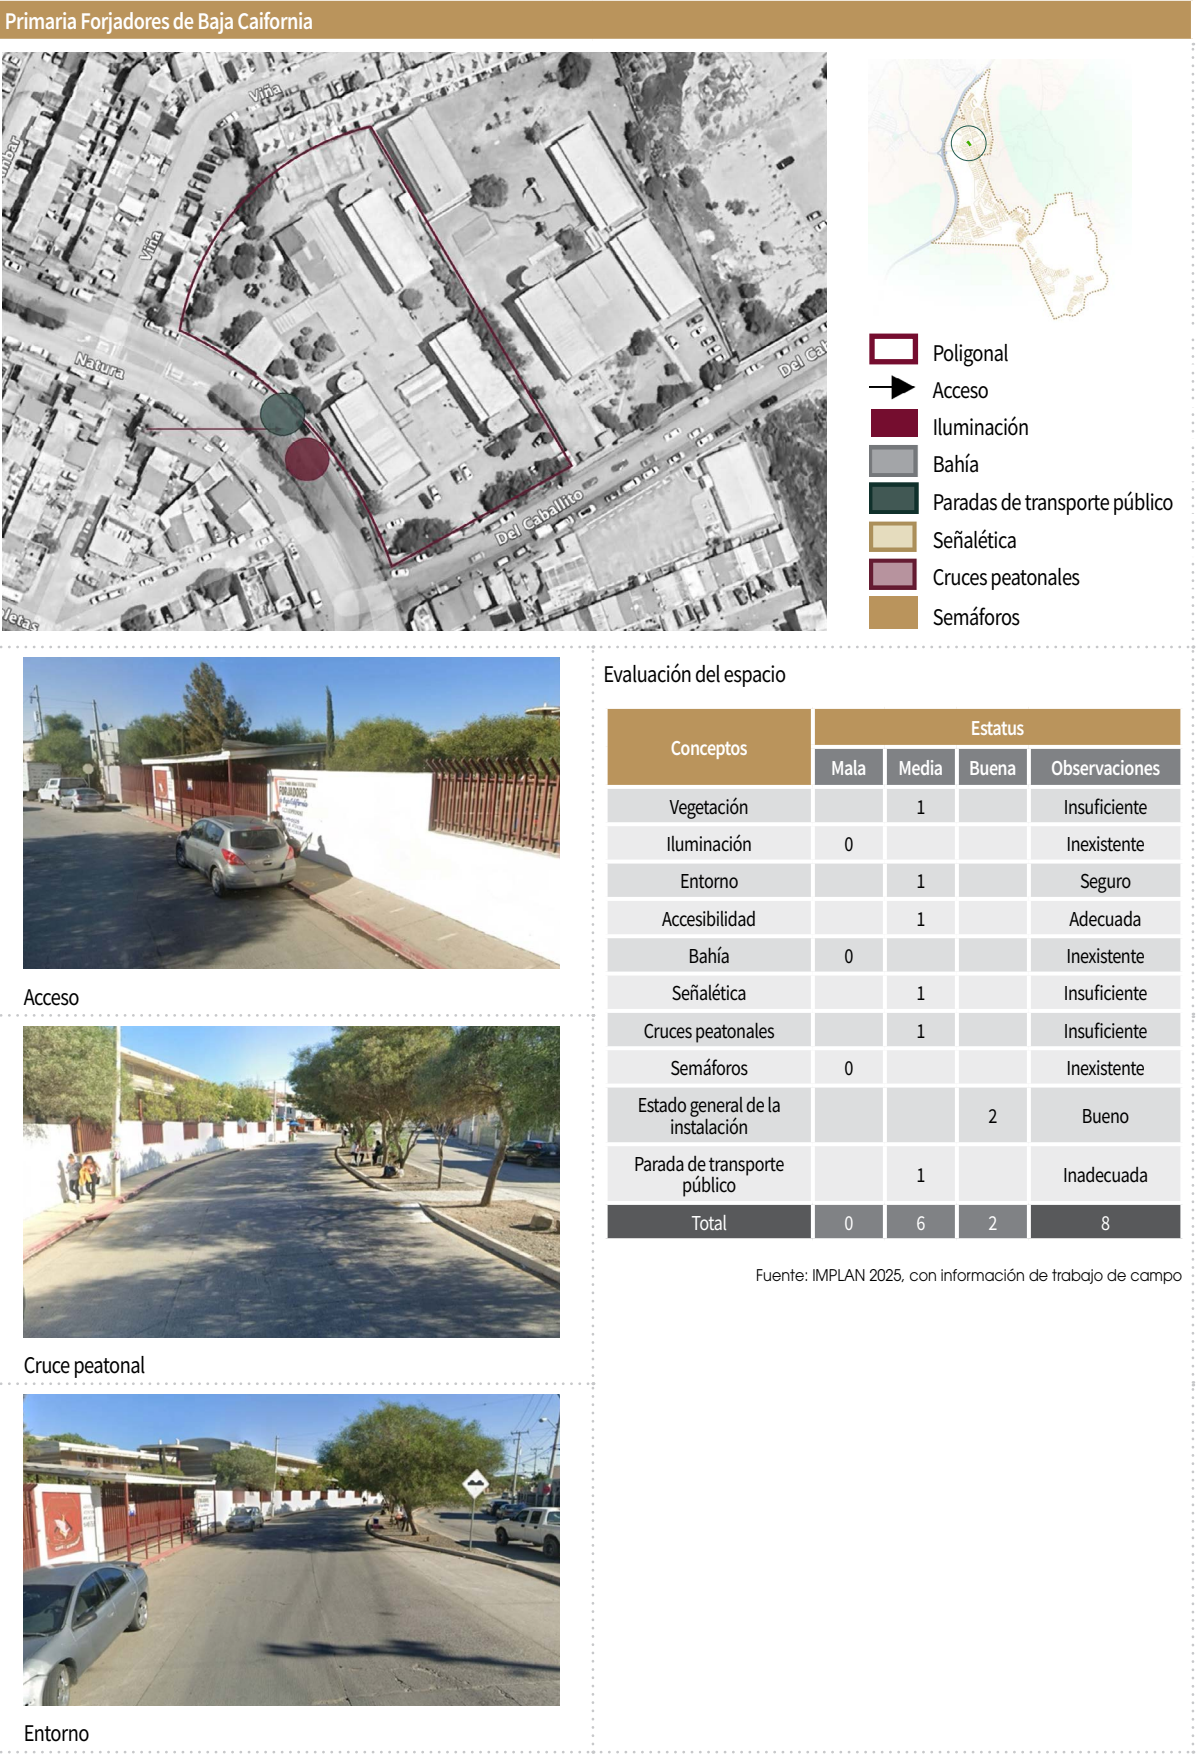 Primaria Forjadores de Baja Caifornia
Viña
Viña
Natura
Del Caballito
Del Cab
oletas
Poligonal
Acceso
Iluminación
Bahía
Paradas de transporte público
Señalética
Cruces peatonales
Semáforos
FORJADORES
Acceso
Cruce peatonal
Entorno
Evaluación del espacio
Conceptos Estatus
Mala Media Buena Observaciones
Vegetación 1 Insuficiente
Iluminación 0 Inexistente
Entorno 1 Seguro
Accesibilidad 1 Adecuada
Bahía 0 Inexistente
Señalética 1 Insuficiente
Cruces peatonales 1 Insuficiente
Semáforos 0 Inexistente
Estado general de la
instalación 2 Bueno
Parada de transporte
público 1 Inadecuada
Total 0 6 2 8
Fuente: IMPLAN 2025, con información de trabajo de campo